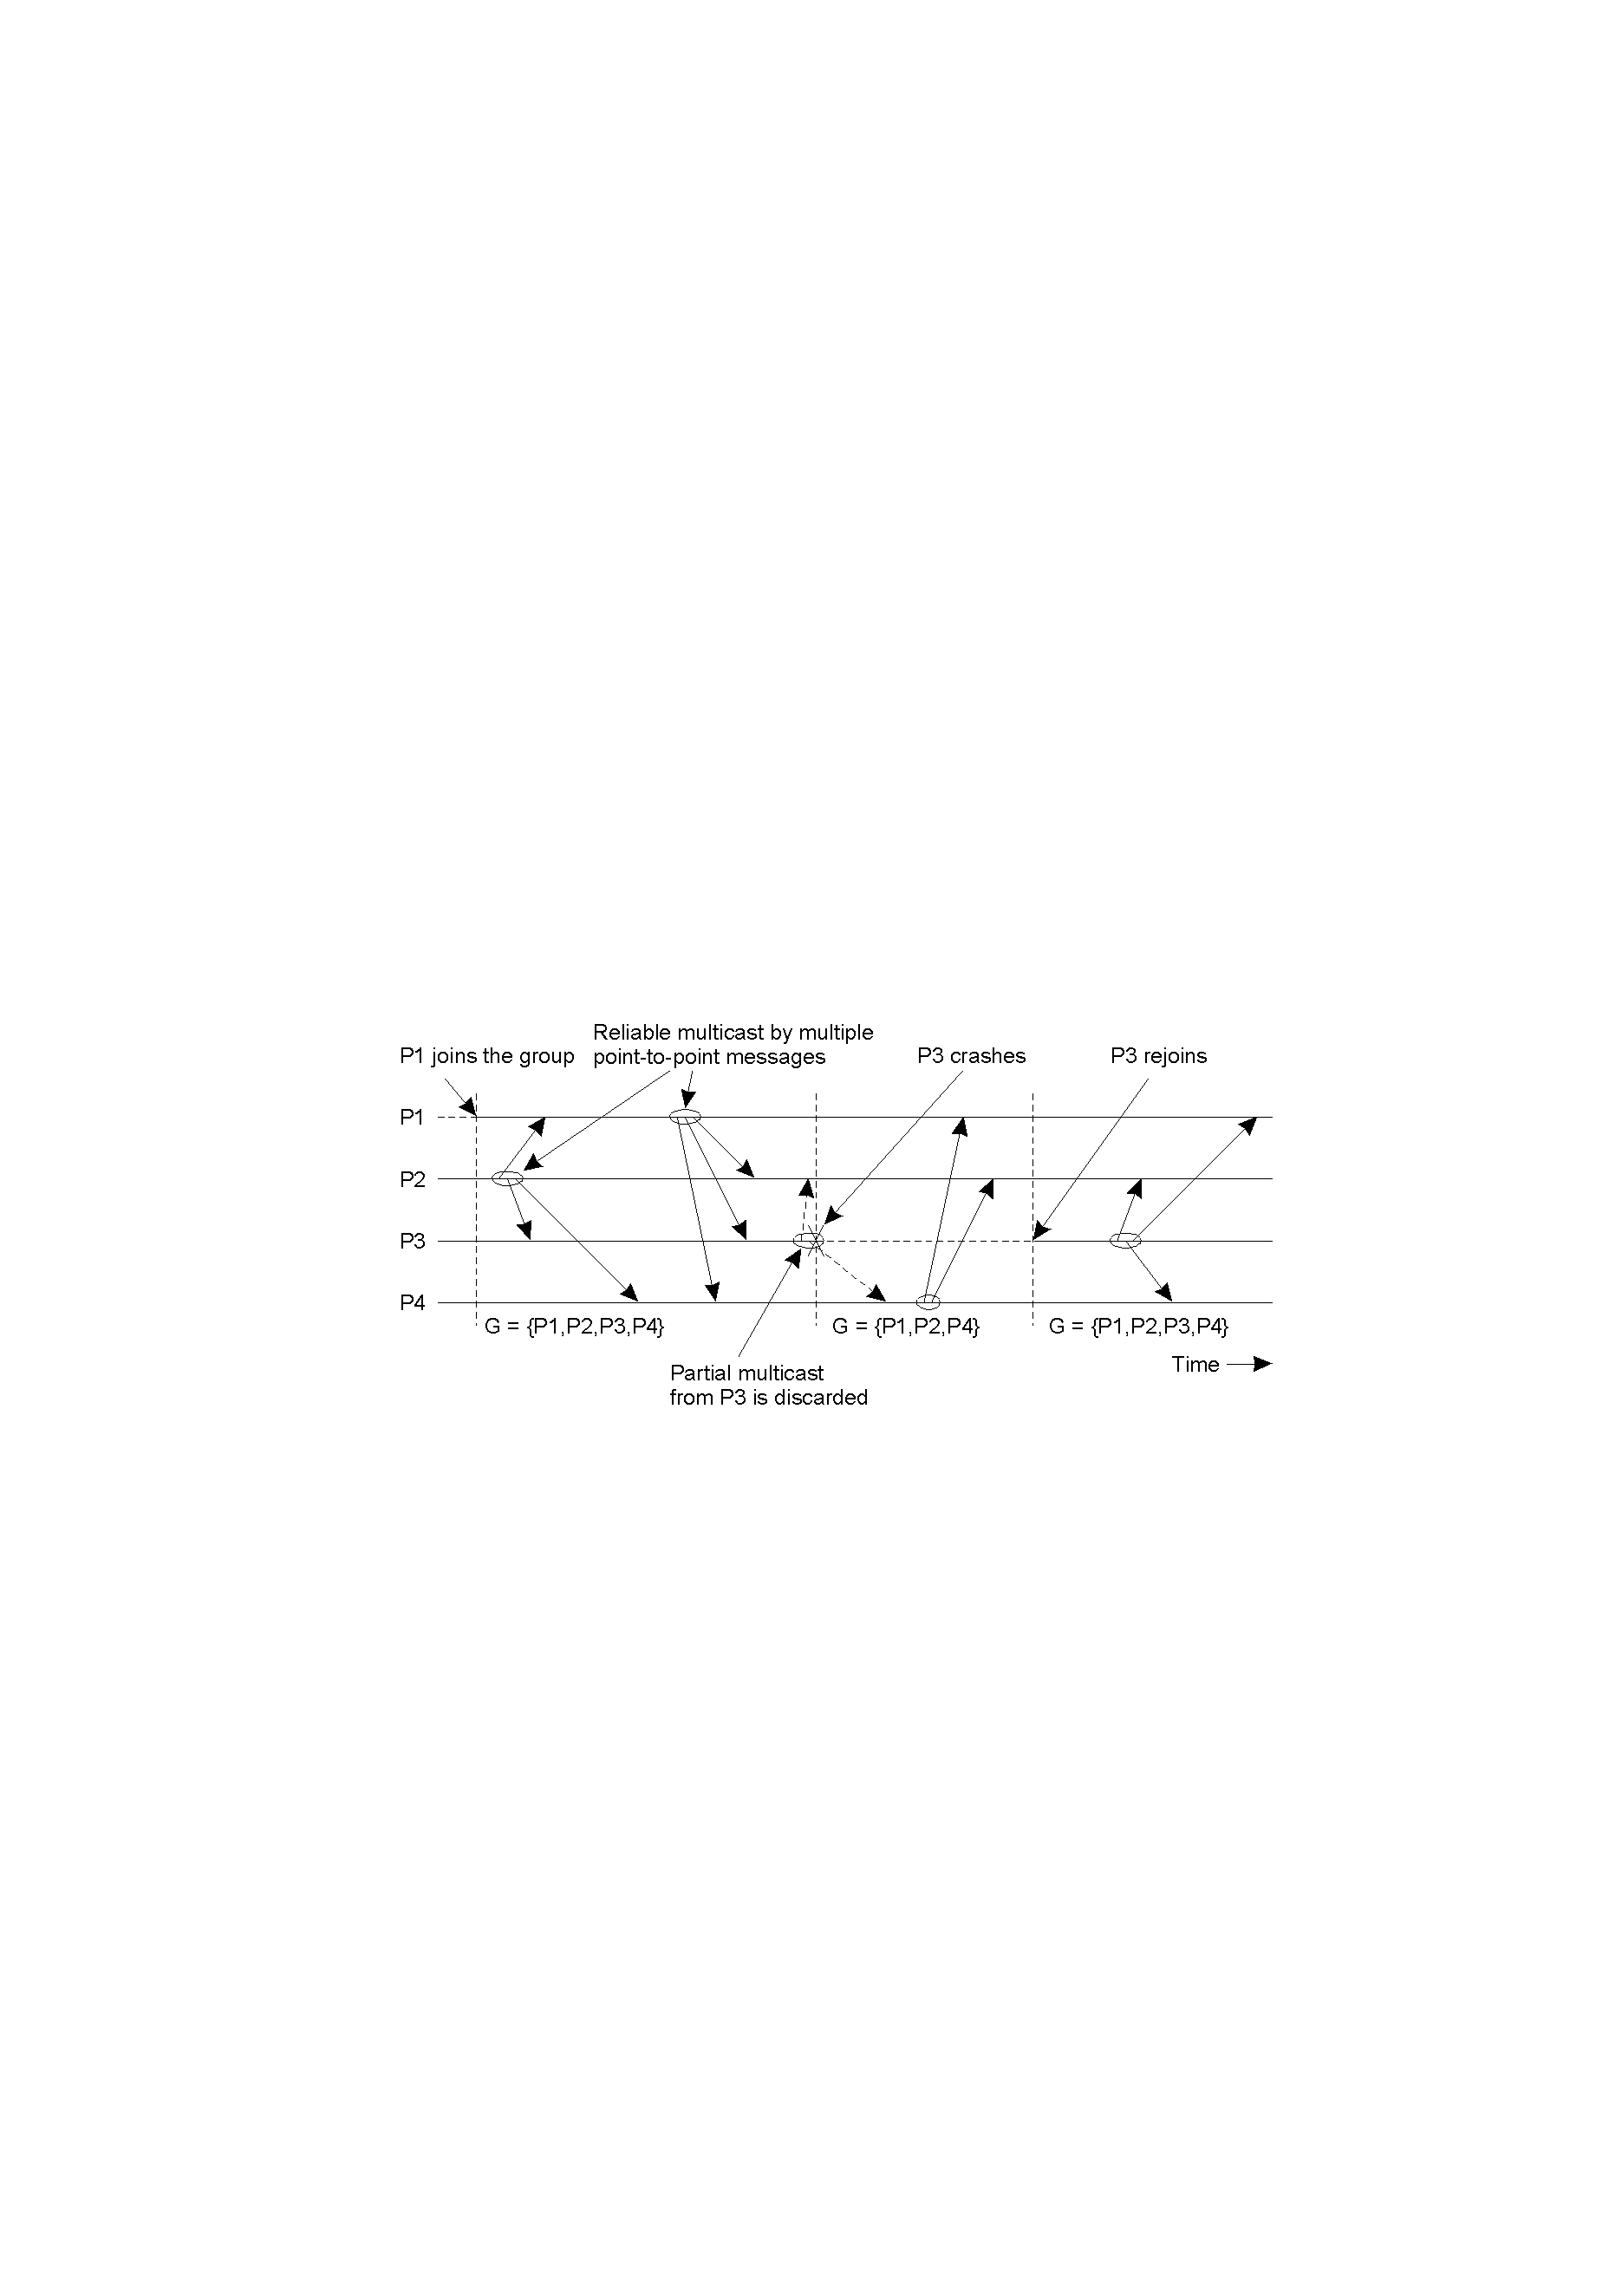 Reliable multicast by multiple
point-to-point messages
P1 joins the group
P3 crashes
P3 rejoins
P1
P2
P3
P4
G = {P1,P2,P3,P4}
G = {P1,P2,P4}
G = {P1,P2,P3,P4}
Time
Partial multicast
from P3 is discarded